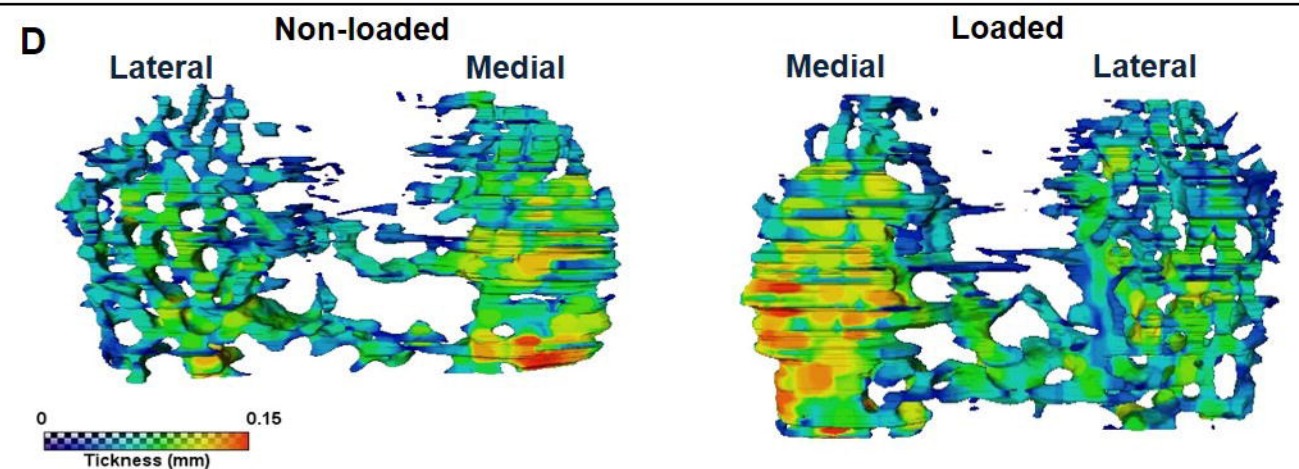 D
Non-loaded
Loaded
Lateral
Medial
Medial
Lateral
0
0.15
Tickness (mm)